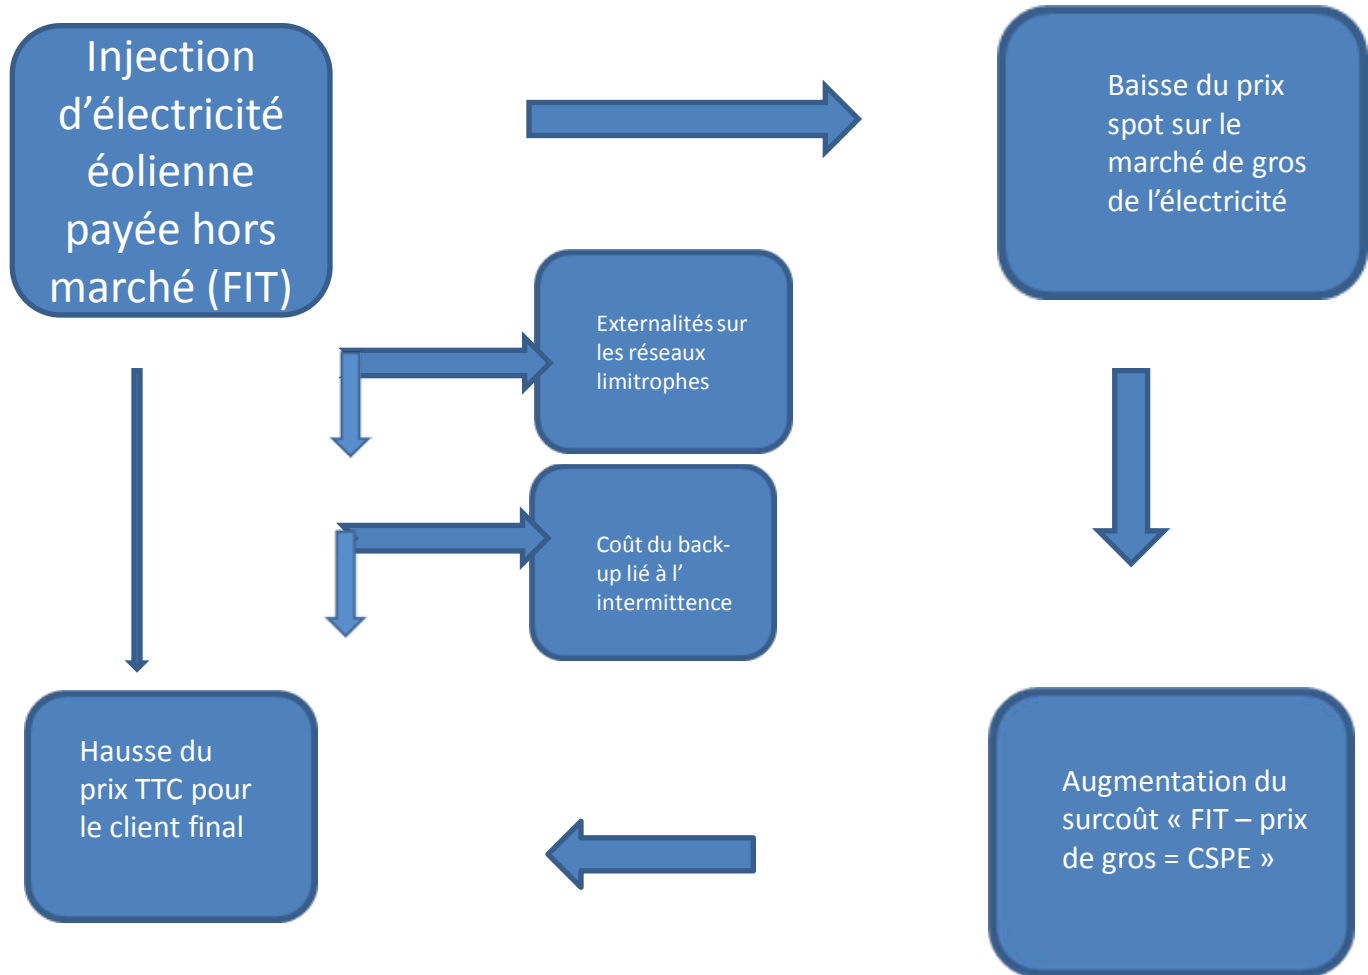 Injection
d’électricité
éolienne
payée hors
marché (FIT)
Baisse du prix
spot sur le
marché de gros
de l’électricité
Externalités sur
les réseaux
limitrophes
Coût du back-
up lié à l’
intermittence
Hausse du
prix TTC pour
le client final
Augmentation du
surcoût « FIT – prix
de gros = CSPE »